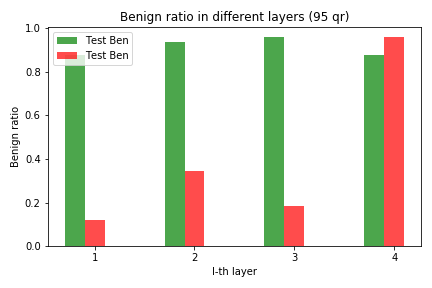 Benign ratio in different layers (95 qr)
Test Ben
Test Ben
Benign ratio
1.0
0.8
0.6
0.4
0.2
0.0
1 2 3 4
l-th layer